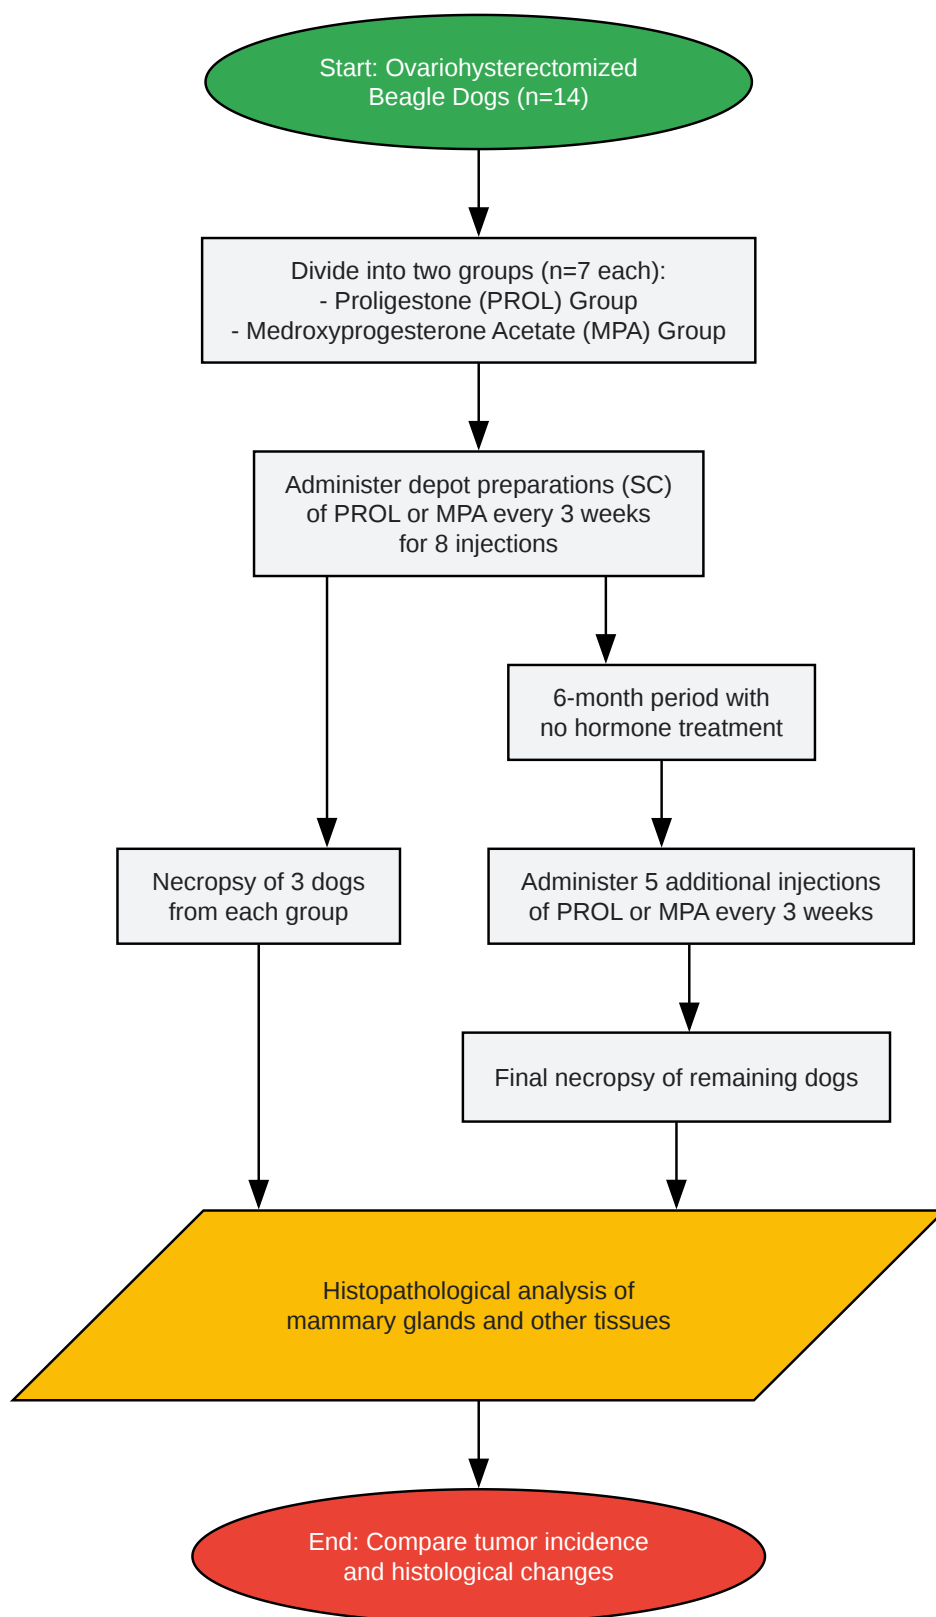 Start: Ovariohysterectomized
Beagle Dogs (n=14)
Divide into two groups (n=7 each):
- Proligestone (PROL) Group
- Medroxyprogesterone Acetate (MPA) Group
Administer depot preparations (SC)
of PROL or MPA every 3 weeks
for 8 injections
6-month period with
no hormone treatment
Necropsy of 3 dogs
from each group
Administer 5 additional injections
of PROL or MPA every 3 weeks
Final necropsy of remaining dogs
Histopathological analysis of
mammary glands and other tissues
End: Compare tumor incidence
and histological changes